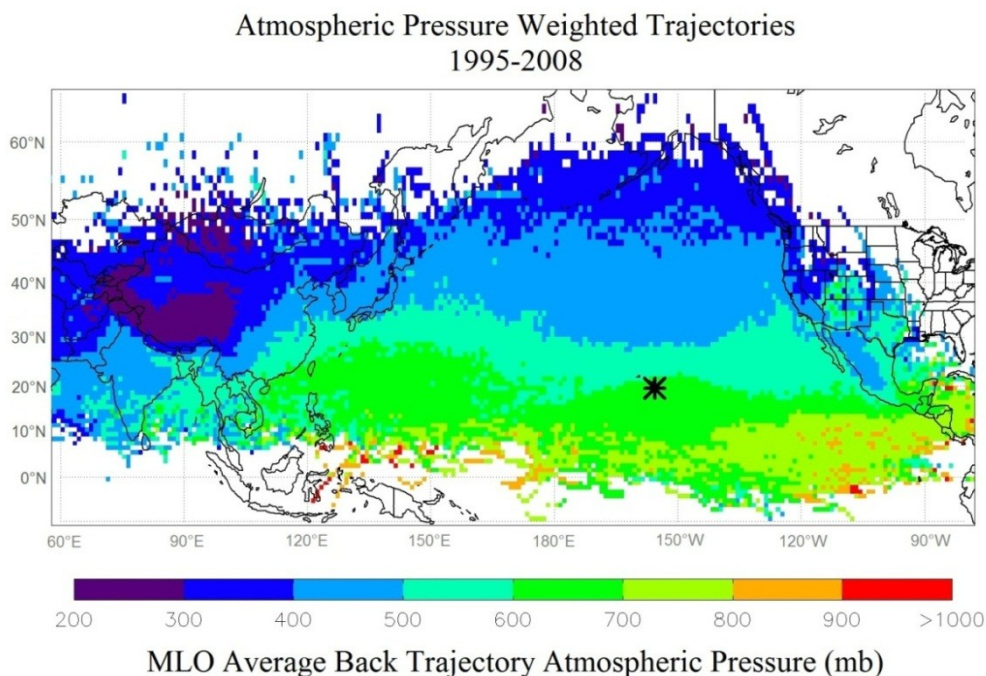 Atmospheric Pressure Weighted Trajectories
1995-2008
60°N
50°N
40°N
30°N
20°N
10°N
0°N
60°E 90°E 120°E 150°E 180°E 150°W 120°W 90°W
200 300 400 500 600 700 800 900 >1000
MLO Average Back Trajectory Atmospheric Pressure (mb)